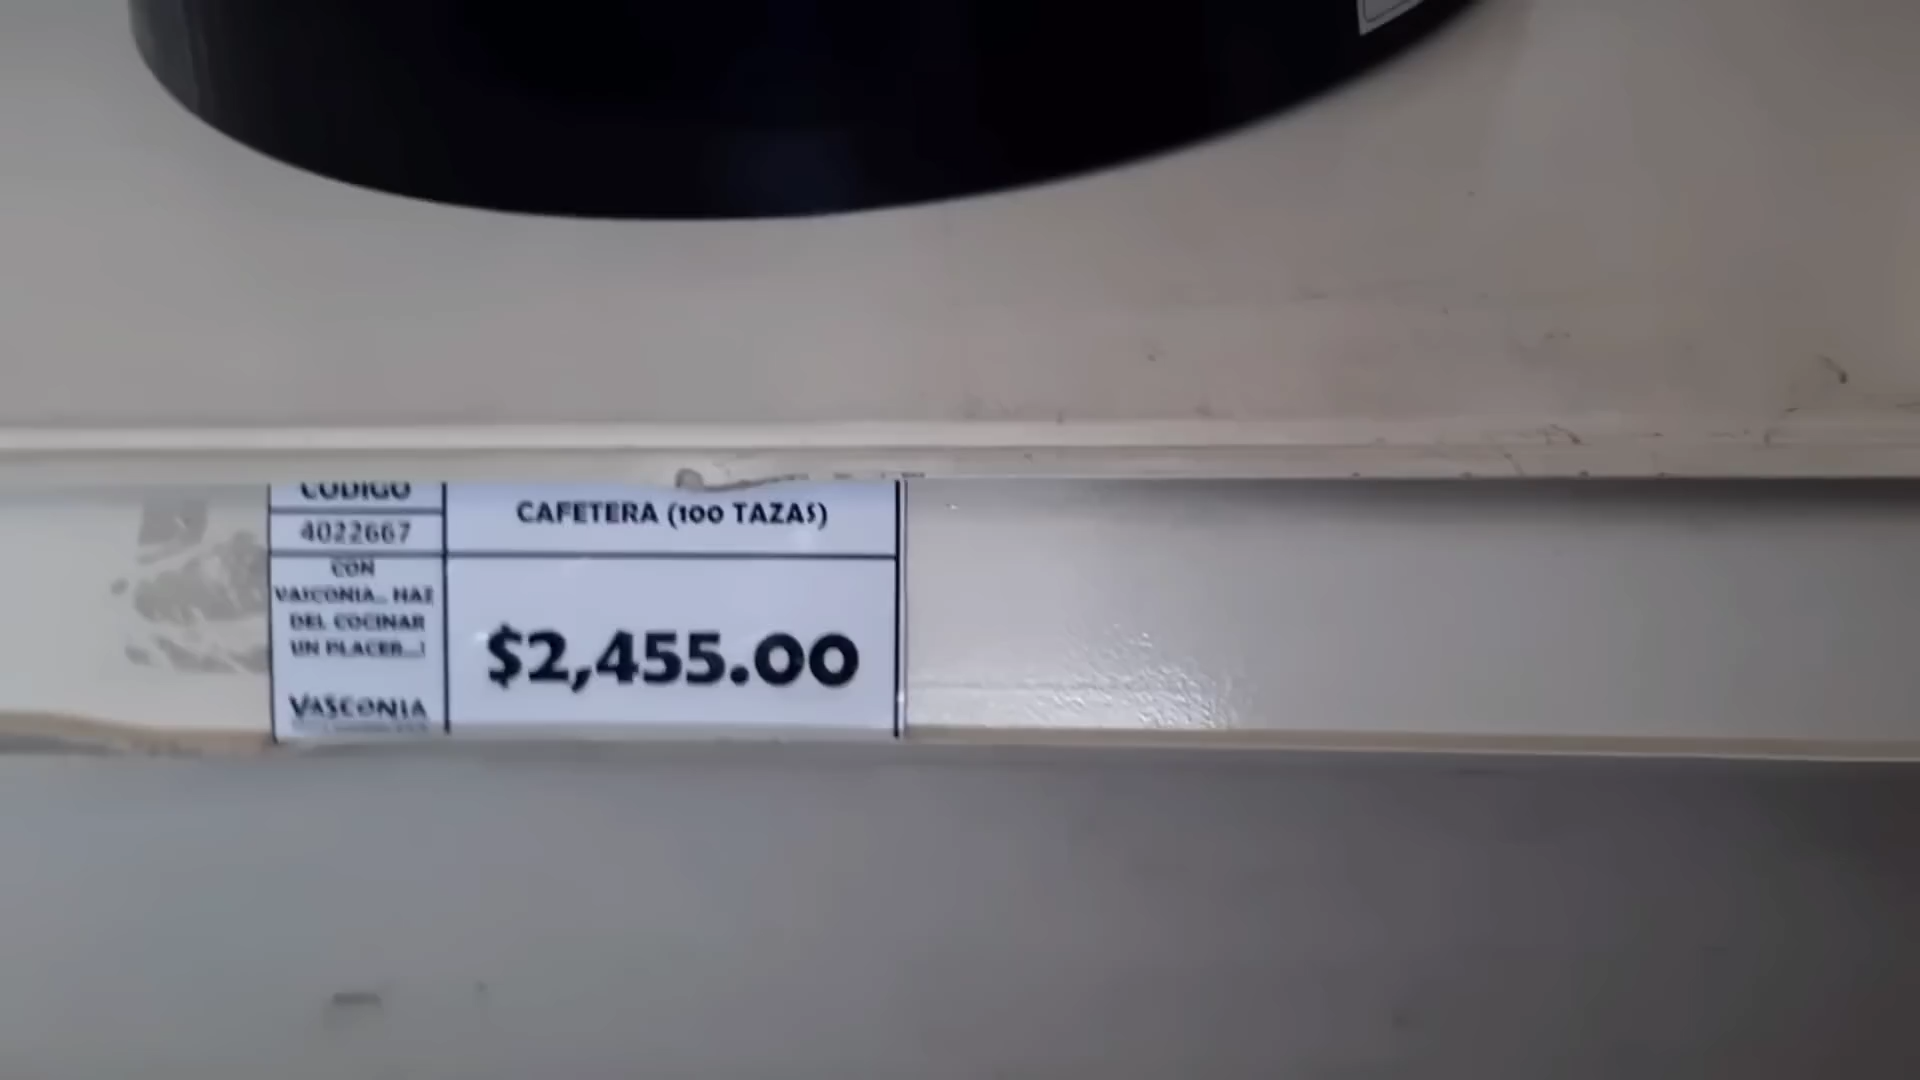 CODIGO
4022667
CAFETERA (100 TAZAS)
CON
VASCONIA.. HAZ
DEL COCINAR
UN PLACER...!
$2,455.00
VASCONIA